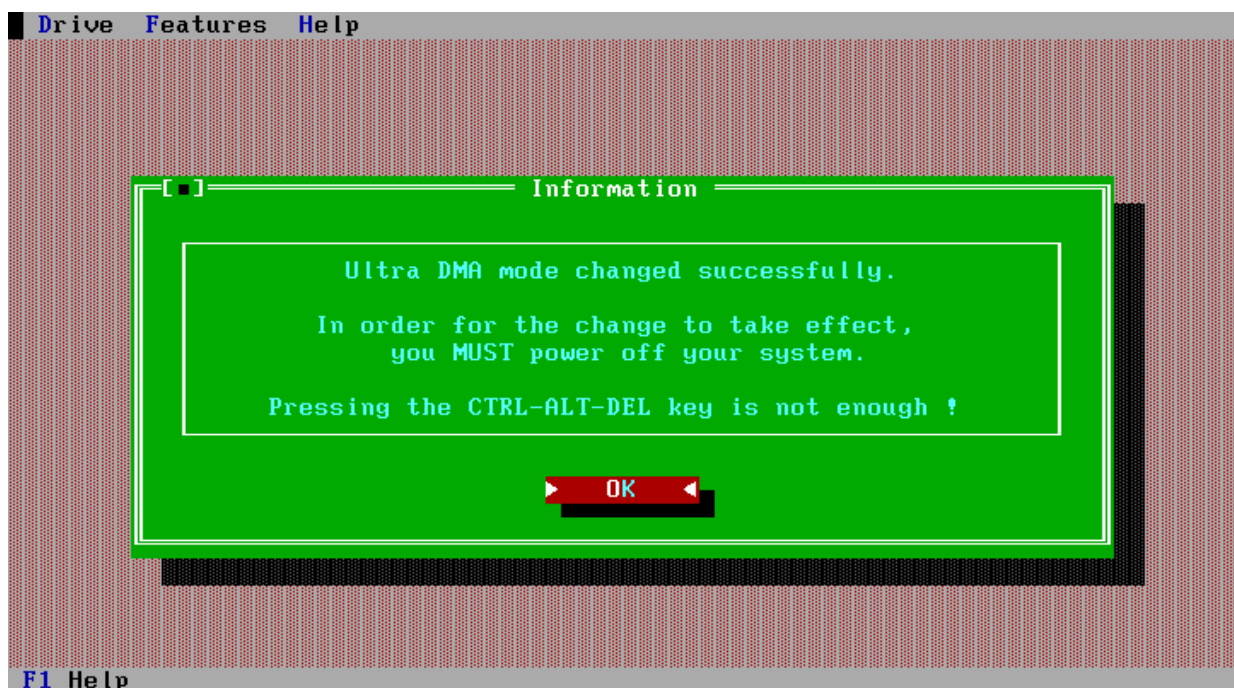 Drive Features Help
Information
Ultra DMA mode changed successfully.
In order for the change to take effect,
you MUST power off your system.
Pressing the CTRL-ALT-DEL key is not enough !
OK
F1 Help